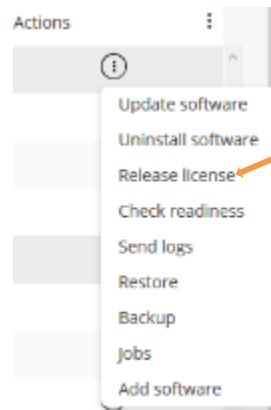 Actions
Update software
Uninstall software
Release license
Check readiness
Send logs
Restore
Backup
Jobs
Add software